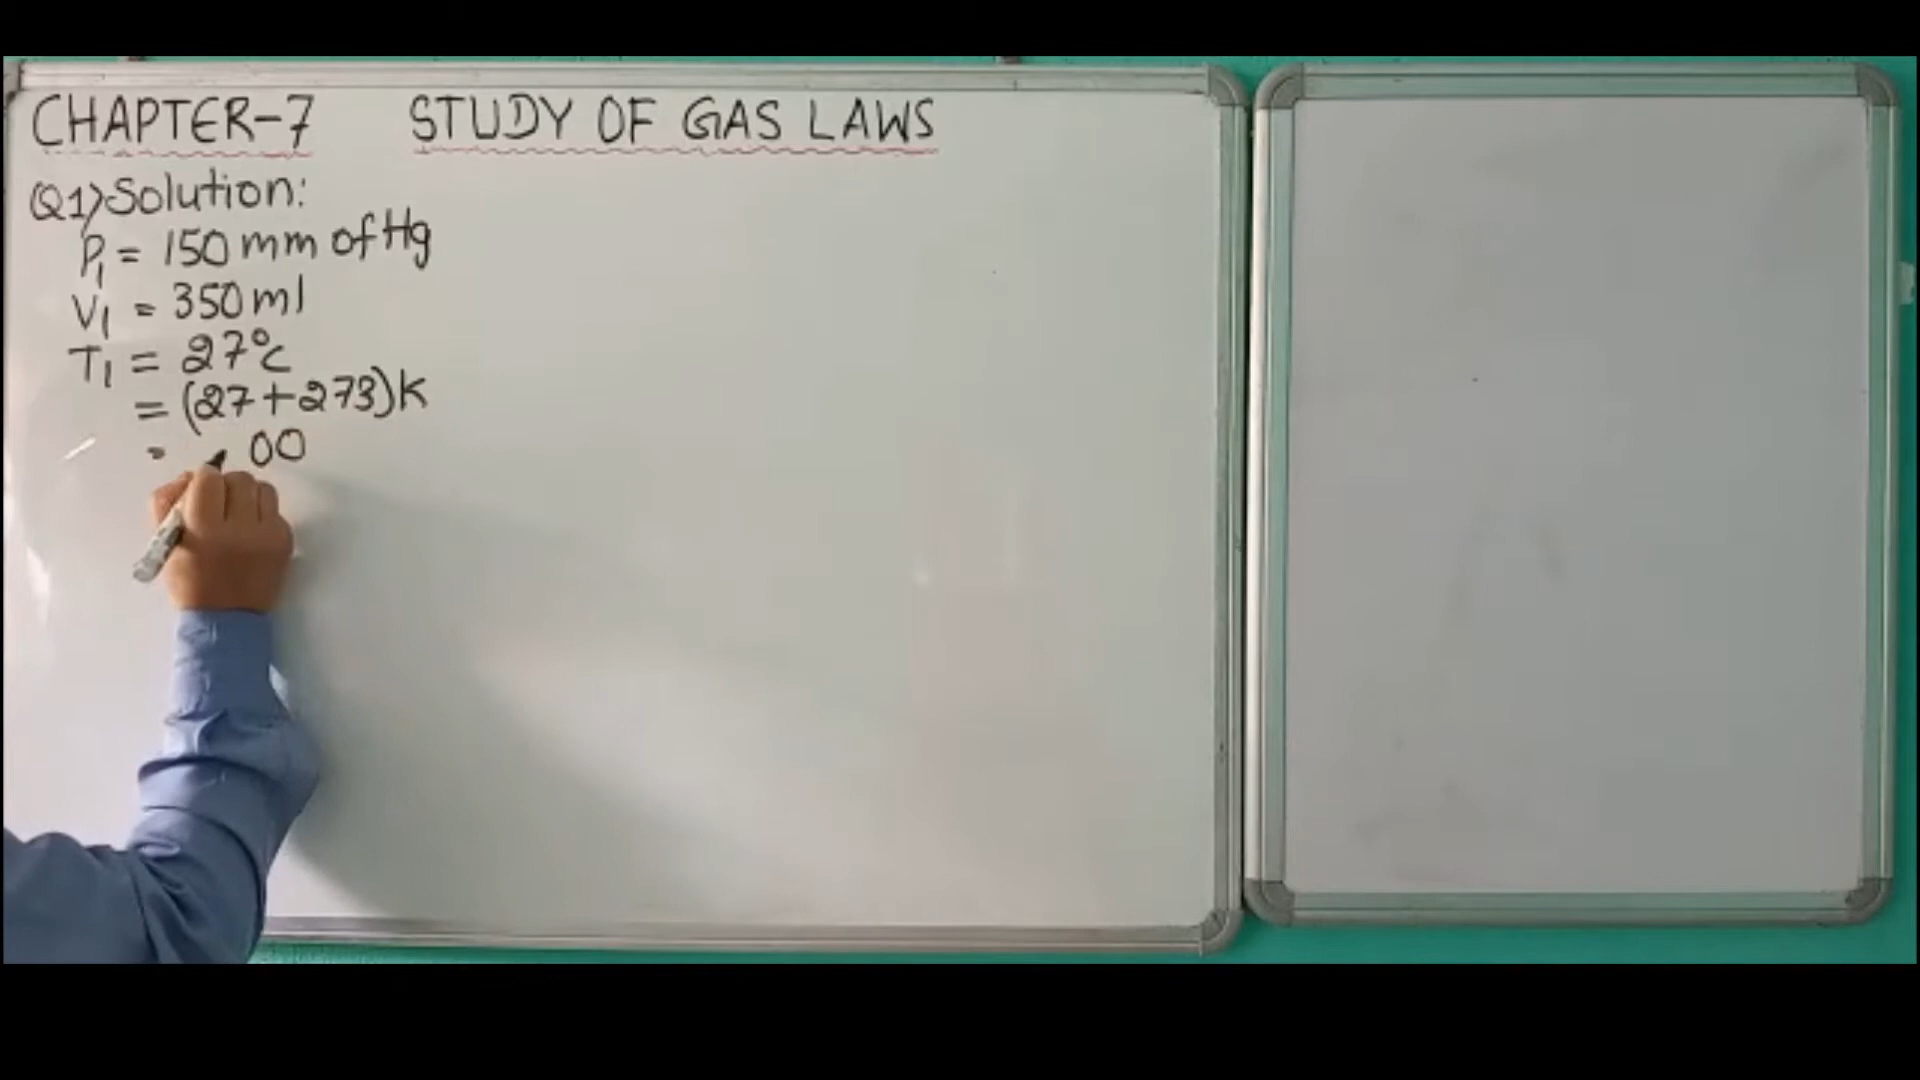 CHAPTER-7 STUDY OF GAS LAWS
Q1) Solution:
P1 = 150 mm of Hg
V1 = 350 ml
T1 = 27°C
= (27+273)K
= 00